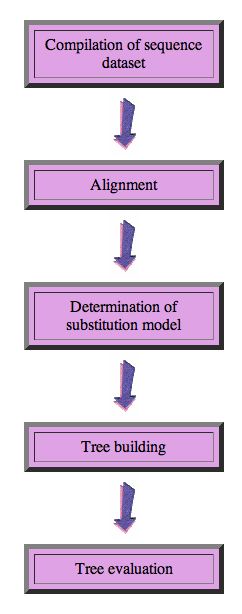 Compilation of sequence
dataset
Alignment
Determination of
substitution model
Tree building
Tree evaluation